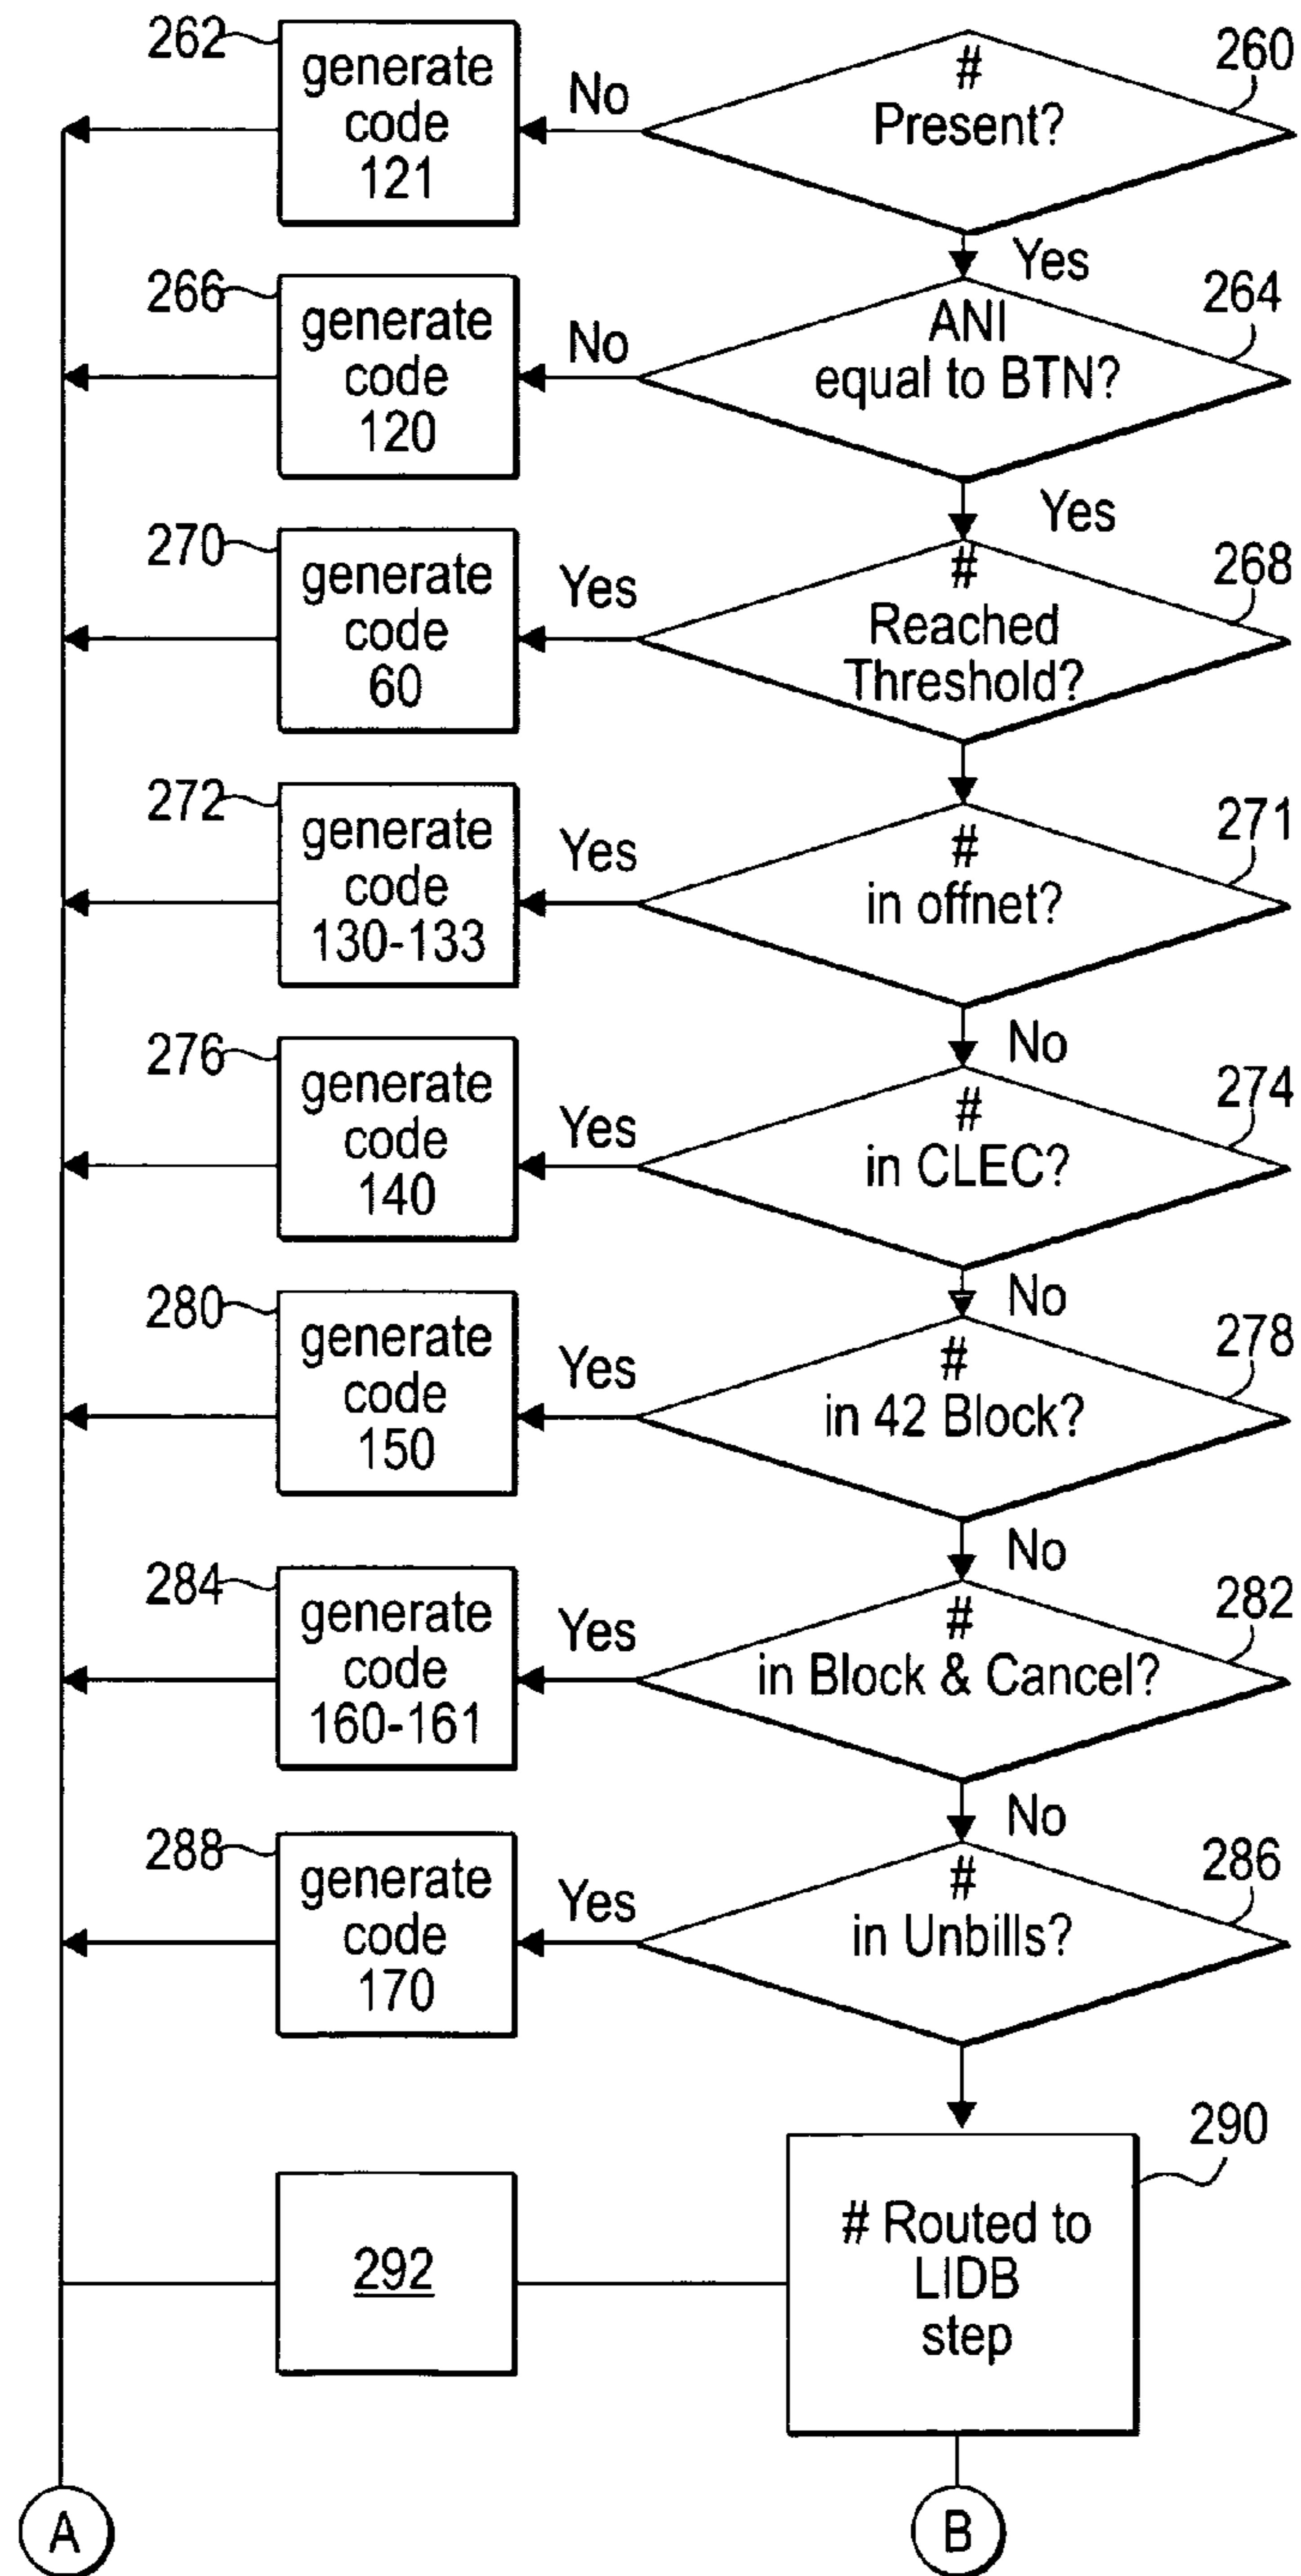 262
generate
code
121
No
#
Present?
260
Yes
266
generate
code
120
No
ANI
equal to BTN?
264
Yes
270
generate
code
60
Yes
#
Reached
Threshold?
268
272
generate
code
130-133
Yes
#
in offnet?
271
No
276
generate
code
140
Yes
#
in CLEC?
274
No
280
generate
code
150
Yes
#
in 42 Block?
278
No
284
generate
code
160-161
Yes
#
in Block & Cancel?
282
No
288
generate
code
170
Yes
#
in Unbills?
286
292
# Routed to
LIDB
step
290
A
B